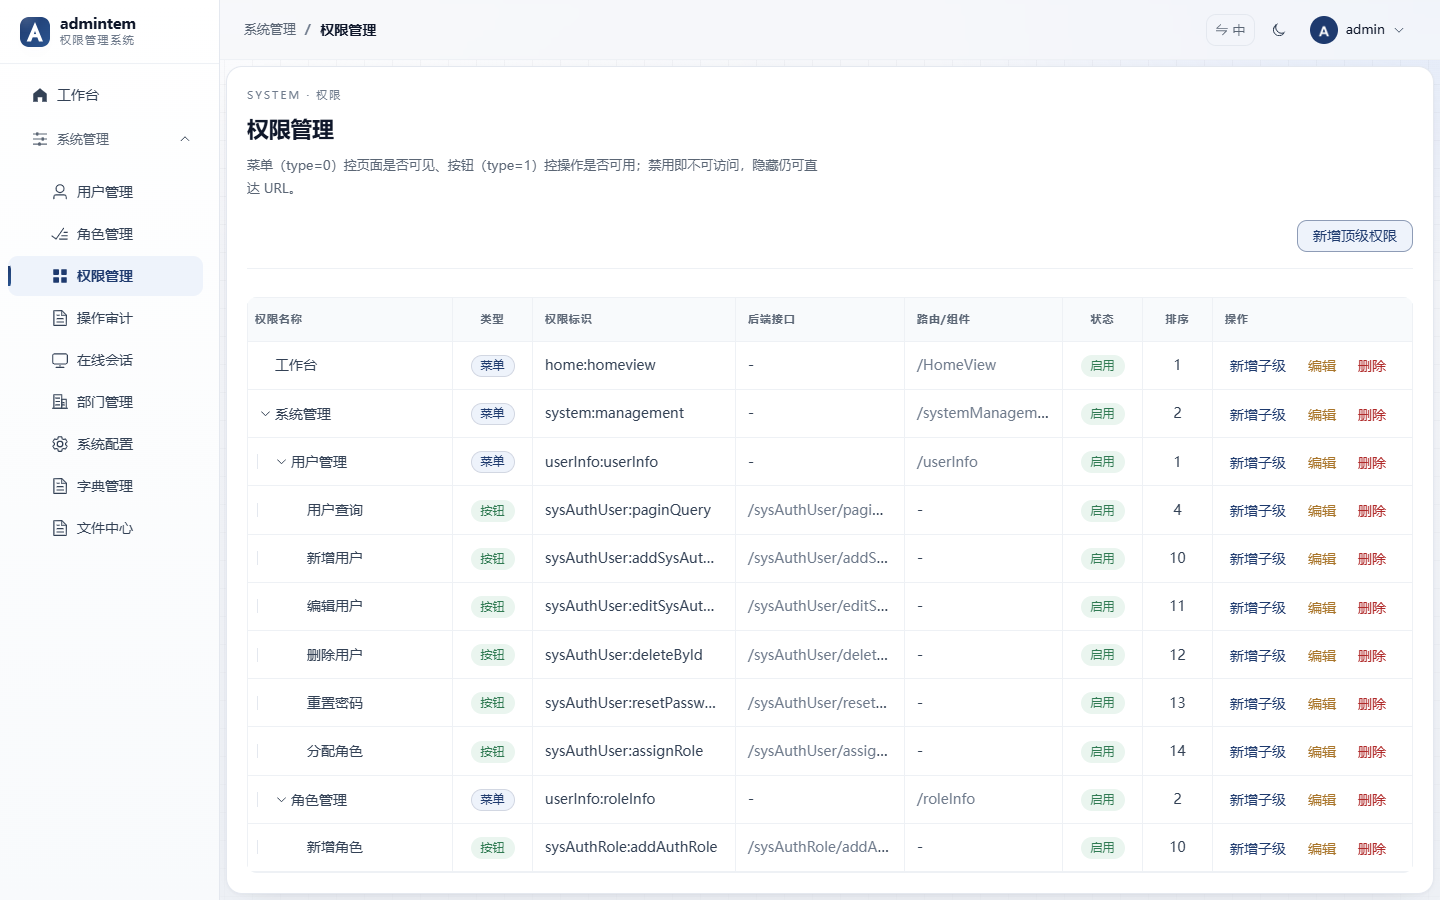 admintem
权限管理系统
系统管理 / 权限管理
中
A admin
工作台
系统管理
用户管理
角色管理
权限管理
操作审计
在线会话
部门管理
系统配置
字典管理
文件中心
SYSTEM · 权限
权限管理
菜单（type=0）控页面是否可见、按钮（type=1）控操作是否可用；禁用即不可访问，隐藏仍可直
达 URL。
新增顶级权限
权限名称 类型 权限标识 后端接口 路由/组件 状态 排序 操作
工作台 菜单 home:homeview - /HomeView 启用 1 新增子级 编辑 删除
系统管理 菜单 system:management - /systemManagem... 启用 2 新增子级 编辑 删除
用户管理 菜单 userInfo:userInfo - /userInfo 启用 1 新增子级 编辑 删除
用户查询 按钮 sysAuthUser:paginQuery /sysAuthUser/pagi... - 启用 4 新增子级 编辑 删除
新增用户 按钮 sysAuthUser:addSysAut... /sysAuthUser/addS... - 启用 10 新增子级 编辑 删除
编辑用户 按钮 sysAuthUser:editSysAut... /sysAuthUser/editS... - 启用 11 新增子级 编辑 删除
删除用户 按钮 sysAuthUser:deleteById /sysAuthUser/delet... - 启用 12 新增子级 编辑 删除
重置密码 按钮 sysAuthUser:resetPassw... /sysAuthUser/reset... - 启用 13 新增子级 编辑 删除
分配角色 按钮 sysAuthUser:assignRole /sysAuthUser/assig... - 启用 14 新增子级 编辑 删除
角色管理 菜单 userInfo:roleInfo - /roleInfo 启用 2 新增子级 编辑 删除
新增角色 按钮 sysAuthRole:addAuthRole /sysAuthRole/addA... - 启用 10 新增子级 编辑 删除